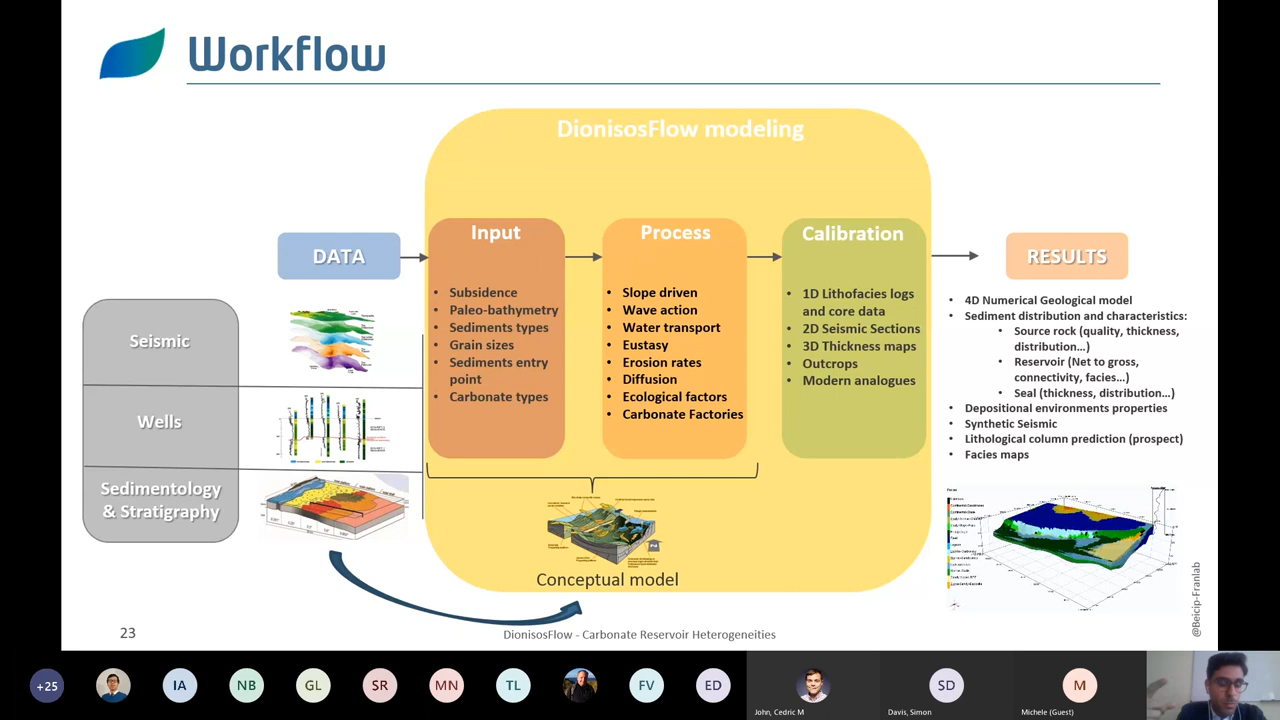 Workflow
DionisosFlow modeling
DATA
Input
• Subsidence
• Paleo-bathymetry
• Sediments types
• Grain sizes
• Sediments entry
point
• Carbonate types
Process
• Slope driven
• Wave action
• Water transport
• Eustasy
• Erosion rates
• Diffusion
• Ecological factors
• Carbonate Factories
Calibration
• 1D Lithofacies logs
and core data
• 2D Seismic Sections
• 3D Thickness maps
• Outcrops
• Modern analogues
RESULTS
• 4D Numerical Geological model
• Sediment distribution and characteristics:
• Source rock (quality, thickness,
distribution...)
• Reservoir (Net to gross,
connectivity, facies...)
• Seal (thickness, distribution...)
• Depositional environments properties
• Synthetic Seismic
• Lithological column prediction (prospect)
• Facies maps
Seismic
Wells
Sedimentology
& Stratigraphy
Conceptual model
@Beicip-Franlab
23
DionisosFlow - Carbonate Reservoir Heterogeneities
+25
IA
NB
GL
SR
MN
TL
FV
ED
John, Cedric M
SD
Davis, Simon
M
Michele (Guest)